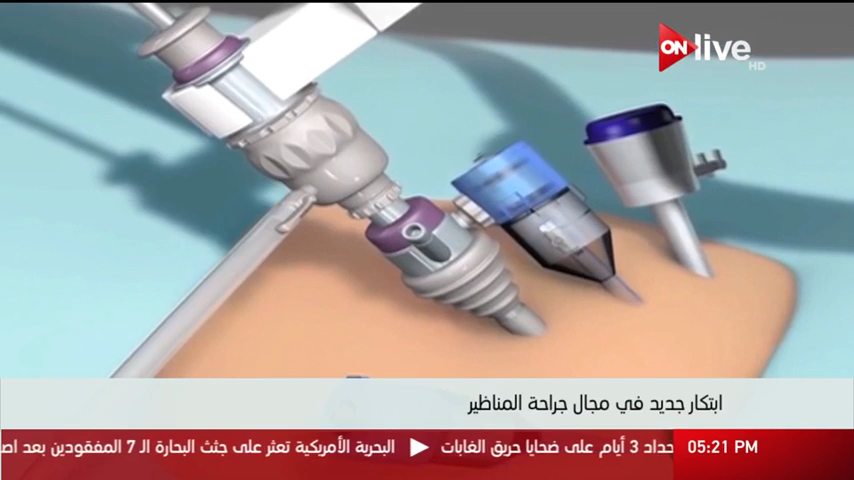 ON live
HD
ابتكار جديد في مجال جراحة المناظير
05:21 PM
حداد 3 أيام على ضحايا حريق الغابات ▶ البحرية الأمريكية تعثر على جثث البحارة الـ 7 المفقودين بعد